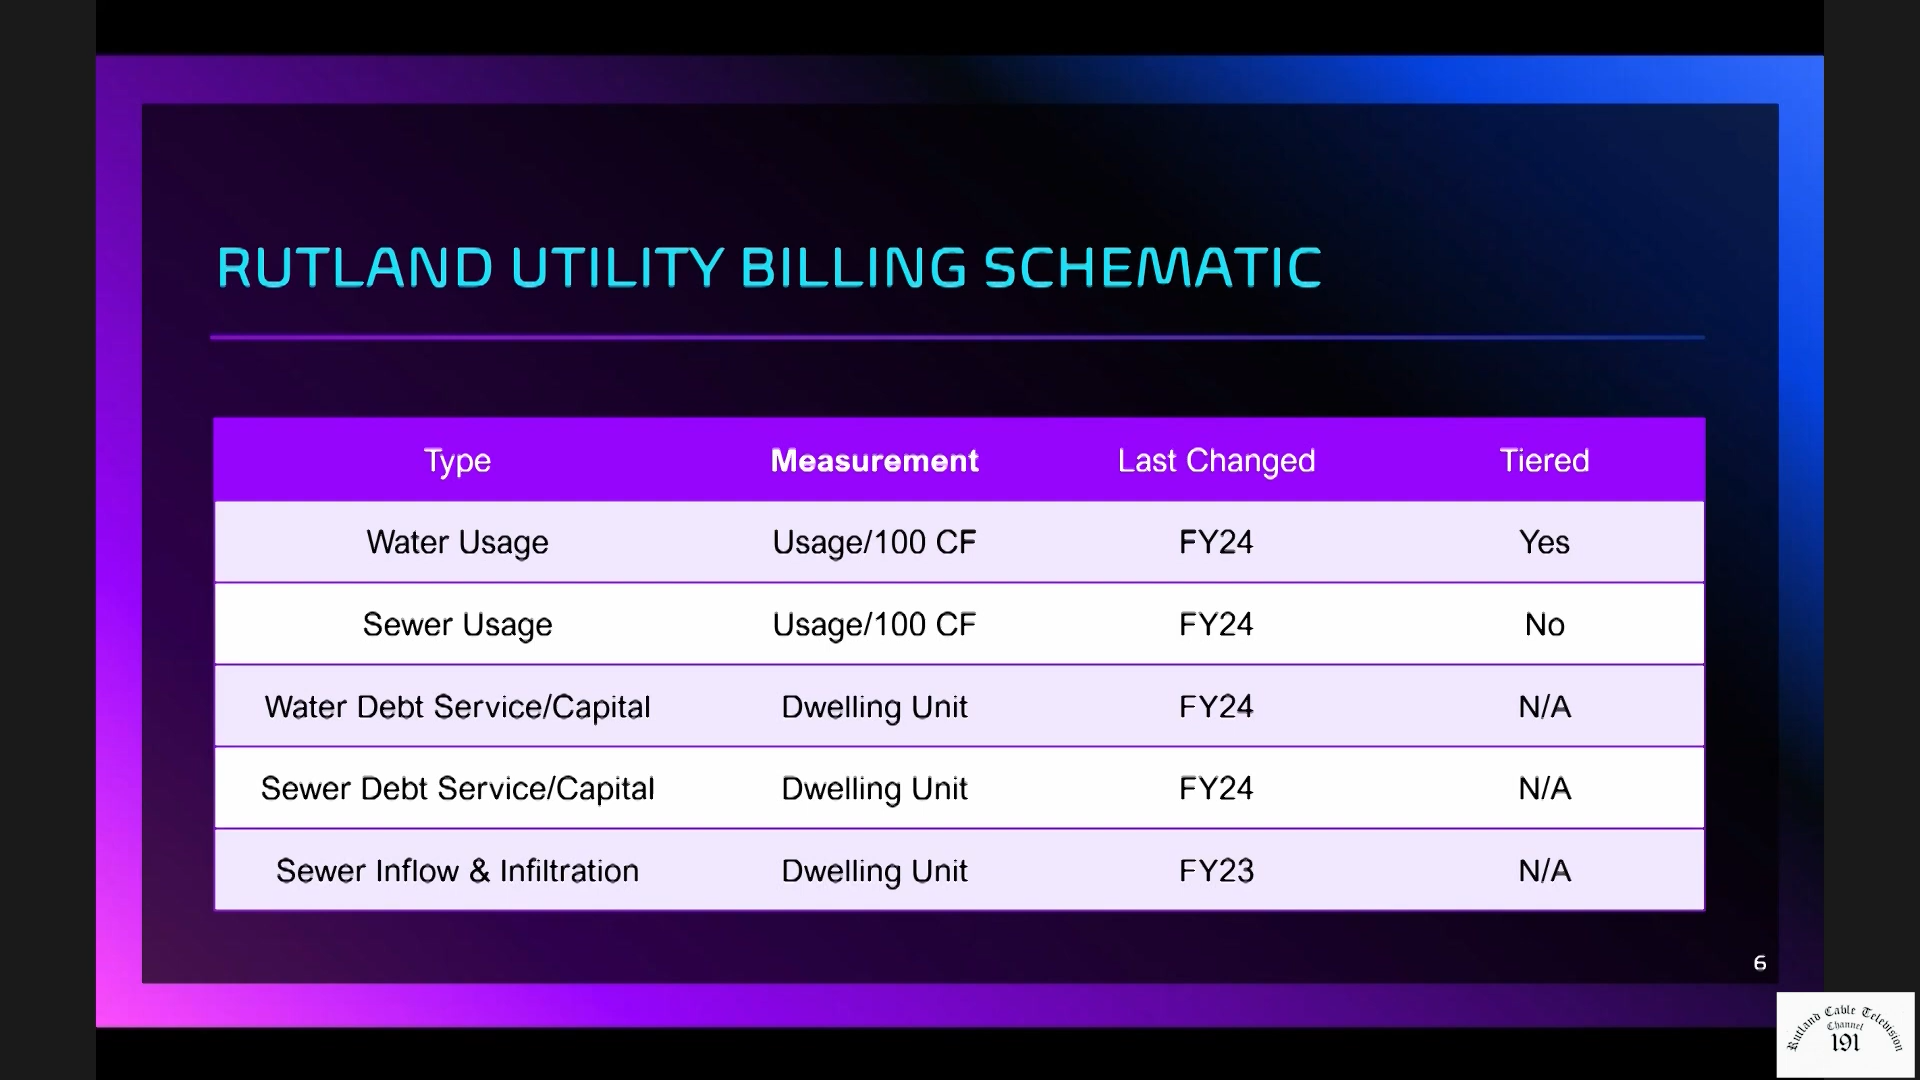 RUTLAND UTILITY BILLING SCHEMATIC
Type Measurement Last Changed Tiered
Water Usage Usage/100 CF FY24 Yes
Sewer Usage Usage/100 CF FY24 No
Water Debt Service/Capital Dwelling Unit FY24 N/A
Sewer Debt Service/Capital Dwelling Unit FY24 N/A
Sewer Inflow & Infiltration Dwelling Unit FY23 N/A
6
Rutland Cable Television
Channel
191